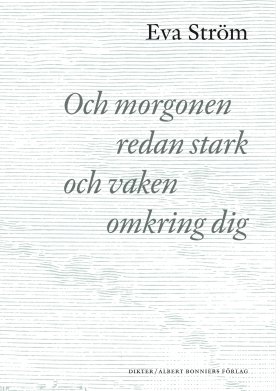 Eva Ström
Och morgonen
redan stark
och vaken
omkring dig
DIKTER / ALBERT BONNIERS FÖRLAG